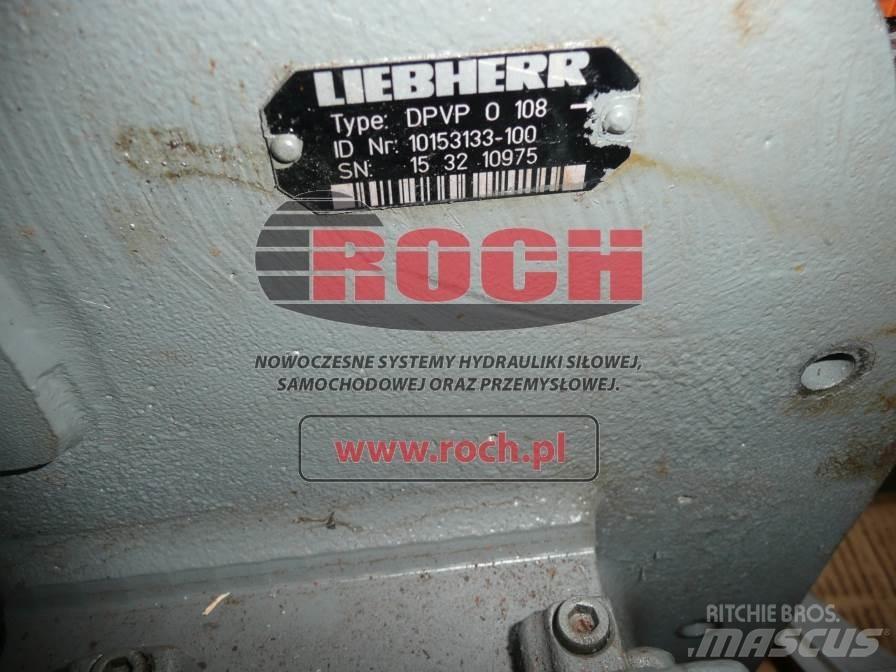 LIEBHERR
Type: DPVP O 108
ID Nr: 10153133-100
SN: 15 32 10975
ROCH
NOWOCZESNE SYSTEMY HYDRAULIKI SIŁOWEJ,
SAMOCHODOWEJ ORAZ PRZEMYSŁOWEJ.
www.roch.pl
RITCHIE BROS.
MASCUS